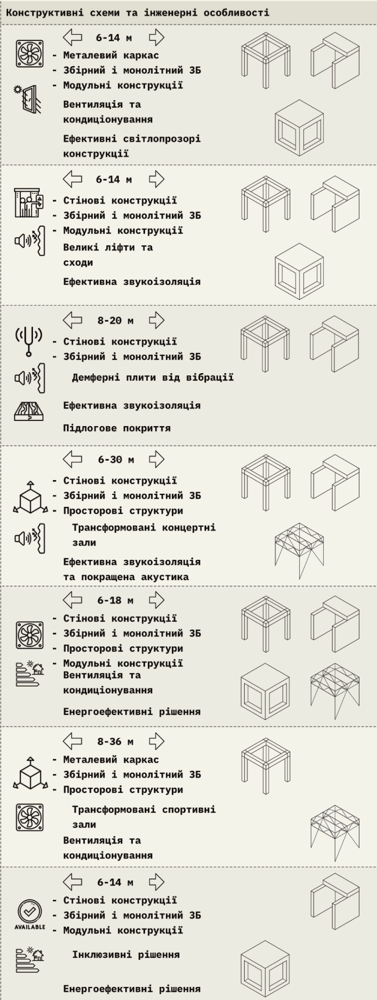 Конструктивні схеми та інженерні особливості
6-14 м
- Металевий каркас
- Збірний і монолітний ЗБ
- Модульні конструкції
Вентиляція та
кондиціонування
Ефективні світлопрозорі
конструкції
6-14 м
- Стінові конструкції
- Збірний і монолітний ЗБ
- Модульні конструкції
Великі ліфти та
сходи
Ефективна звукоізоляція
8-20 м
- Стінові конструкції
- Збірний і монолітний ЗБ
Демферні плити від вібрації
Ефективна звукоізоляція
Підлогове покриття
6-30 м
- Стінові конструкції
- Збірний і монолітний ЗБ
- Просторові структури
Трансформовані концертні
зали
Ефективна звукоізоляція
та покращена акустика
6-18 м
- Стінові конструкції
- Збірний і монолітний ЗБ
- Просторові структури
- Модульні конструкції
Вентиляція та
кондиціонування
Енергоефективні рішення
8-36 м
- Металевий каркас
- Збірний і монолітний ЗБ
- Просторові структури
Трансформовані спортивні
зали
Вентиляція та
кондиціонування
6-14 м
- Стінові конструкції
- Збірний і монолітний ЗБ
- Модульні конструкції
AVAILABLE
Інклюзивні рішення
Енергоефективні рішення